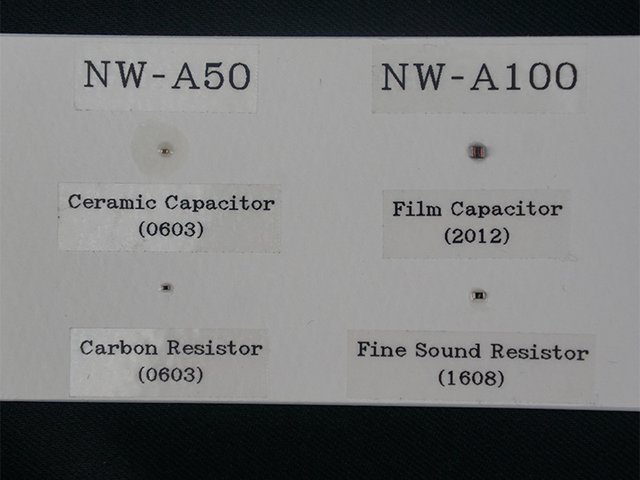 NW-A50
Ceramic Capacitor
(0603)
Carbon Resistor
(0603)
NW-A100
Film Capacitor
(2012)
Fine Sound Resistor
(1608)